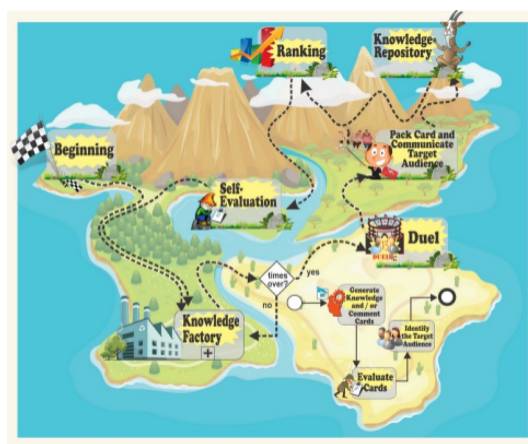 Ranking
Knowledge-
Repository
Beginning
Pack Card and
Communicate
Target
Audience
Self-
Evaluation
Duel
DUELO
times
over?
yes
no
Generate
Knowledge
and / or
Comment
Cards
Knowledge
Factory
+
Identify
the Target
Audience
Evaluate
Cards